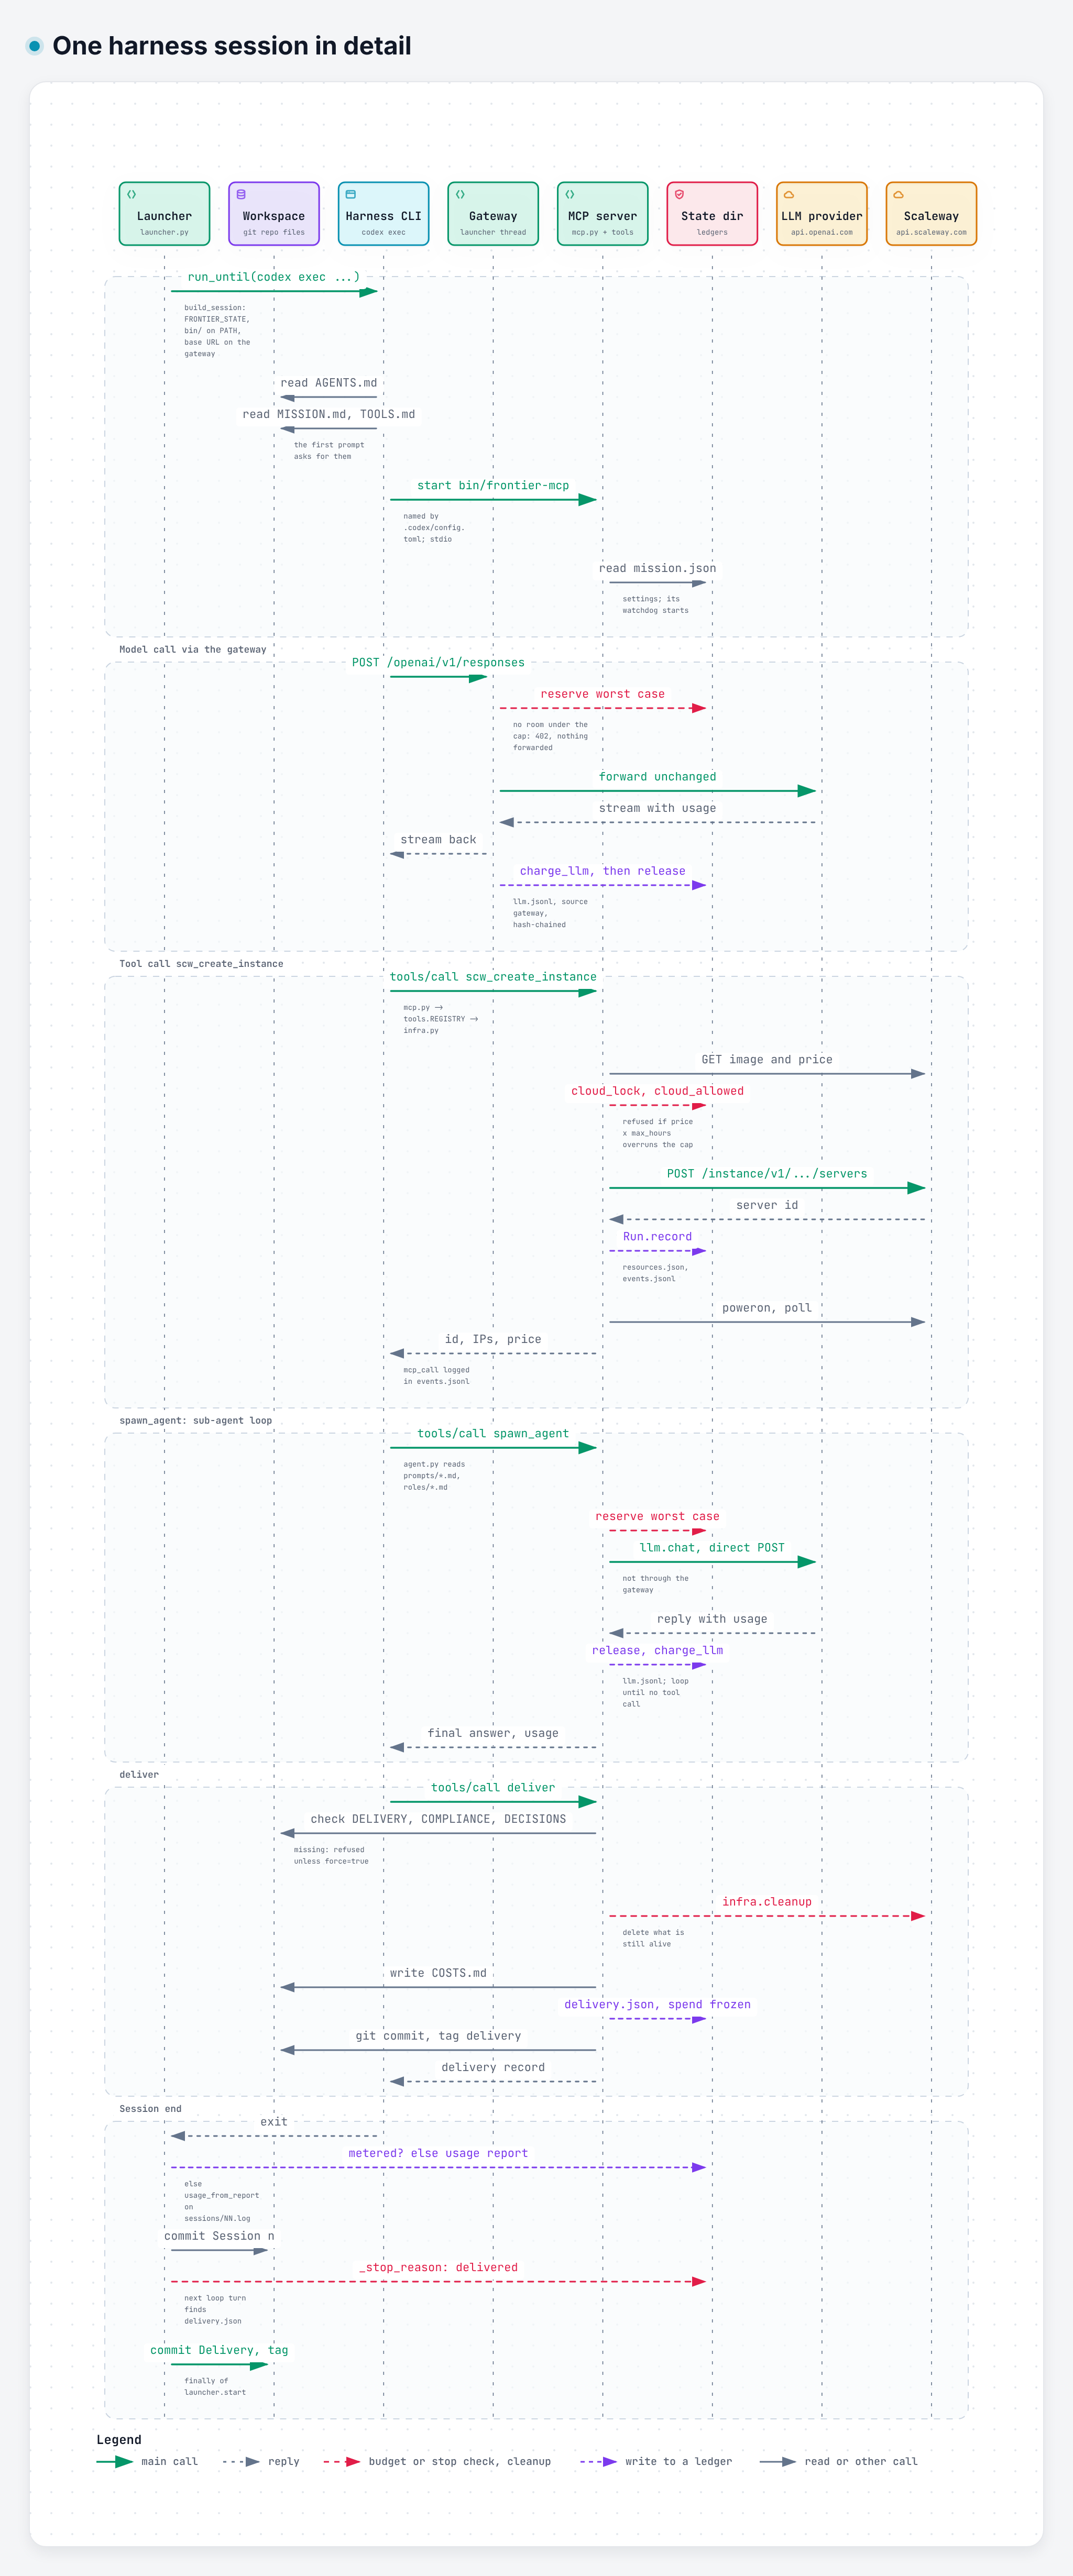 One harness session in detail
Launcher
launcher.py
Workspace
git repo files
Harness CLI
codex exec
Gateway
launcher thread
MCP server
mcp.py + tools
State dir
ledgers
LLM provider
api.openai.com
Scaleway
api.scaleway.com
run_until(codex exec ...)
build_session:
FRONTIER_STATE,
bin/ on PATH,
base URL on the
gateway
read AGENTS.md
read MISSION.md, TOOLS.md
the first prompt
asks for them
start bin/frontier-mcp
named by
.codex/config.
toml; stdio
read mission.json
settings; its
watchdog starts
Model call via the gateway
POST /openai/v1/responses
reserve worst case
no room under the
cap: 402, nothing
forwarded
forward unchanged
stream with usage
stream back
charge_llm, then release
llm.jsonl, source
gateway,
hash-chained
Tool call scw_create_instance
tools/call scw_create_instance
mcp.py →
tools.REGISTRY →
infra.py
GET image and price
cloud_lock, cloud_allowed
refused if price
x max_hours
overruns the cap
POST /instance/v1/.../servers
server id
Run.record
resources.json,
events.jsonl
poweron, poll
id, IPs, price
mcp_call logged
in events.jsonl
spawn_agent: sub-agent loop
tools/call spawn_agent
agent.py reads
prompts/*.md,
roles/*.md
reserve worst case
llm.chat, direct POST
not through the
gateway
reply with usage
release, charge_llm
llm.jsonl; loop
until no tool
call
final answer, usage
deliver
tools/call deliver
check DELIVERY, COMPLIANCE, DECISIONS
missing: refused
unless force=true
infra.cleanup
delete what is
still alive
write COSTS.md
delivery.json, spend frozen
git commit, tag delivery
delivery record
Session end
exit
metered? else usage report
else
usage_from_report
on
sessions/NN.log
commit Session n
_stop_reason: delivered
next loop turn
finds
delivery.json
commit Delivery, tag
finally of
launcher.start
Legend
main call
reply
budget or stop check, cleanup
write to a ledger
read or other call